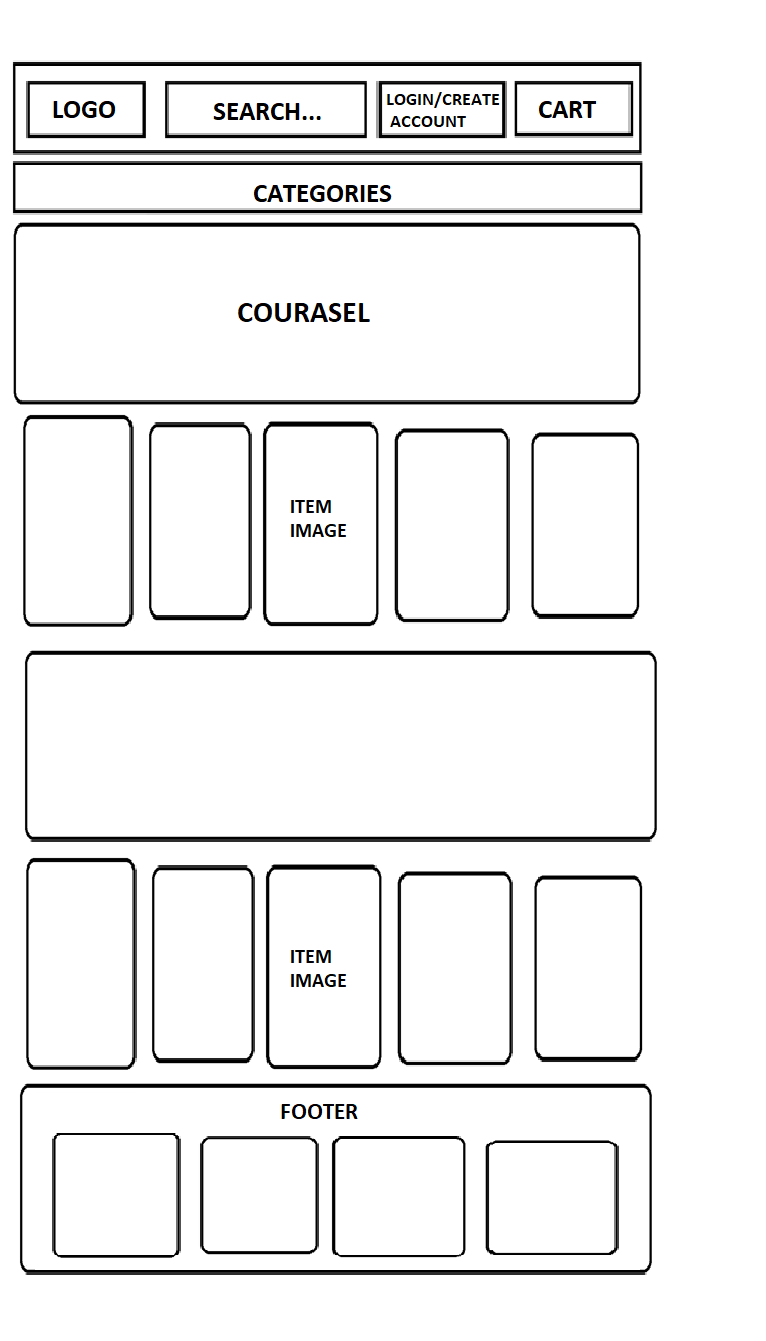 LOGO
SEARCH...
LOGIN/CREATE
ACCOUNT
CART
CATEGORIES
COURASEL
ITEM
IMAGE
ITEM
IMAGE
FOOTER